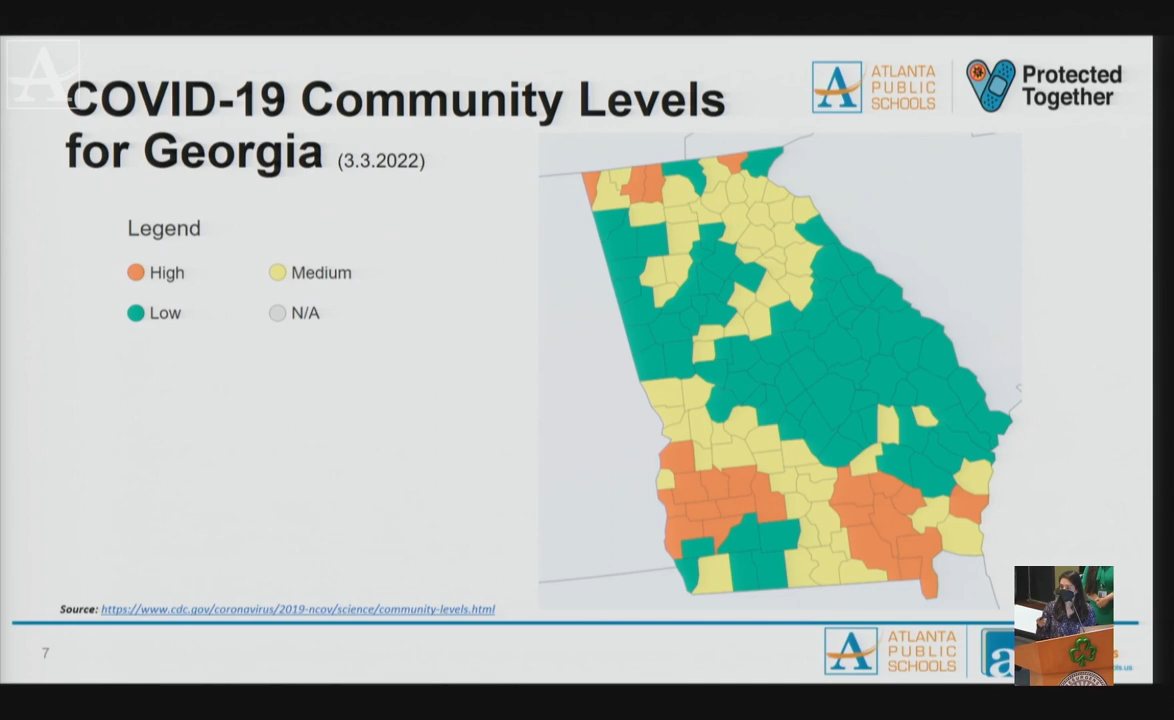 COVID-19 Community Levels
for Georgia (3.3.2022)
ATLANTA
PUBLIC
SCHOOLS
Protected
Together
Legend
High
Medium
Low
N/A
Source: https://www.cdc.gov/coronavirus/2019-ncov/science/community-levels.html
7
ATLANTA
PUBLIC
SCHOOLS